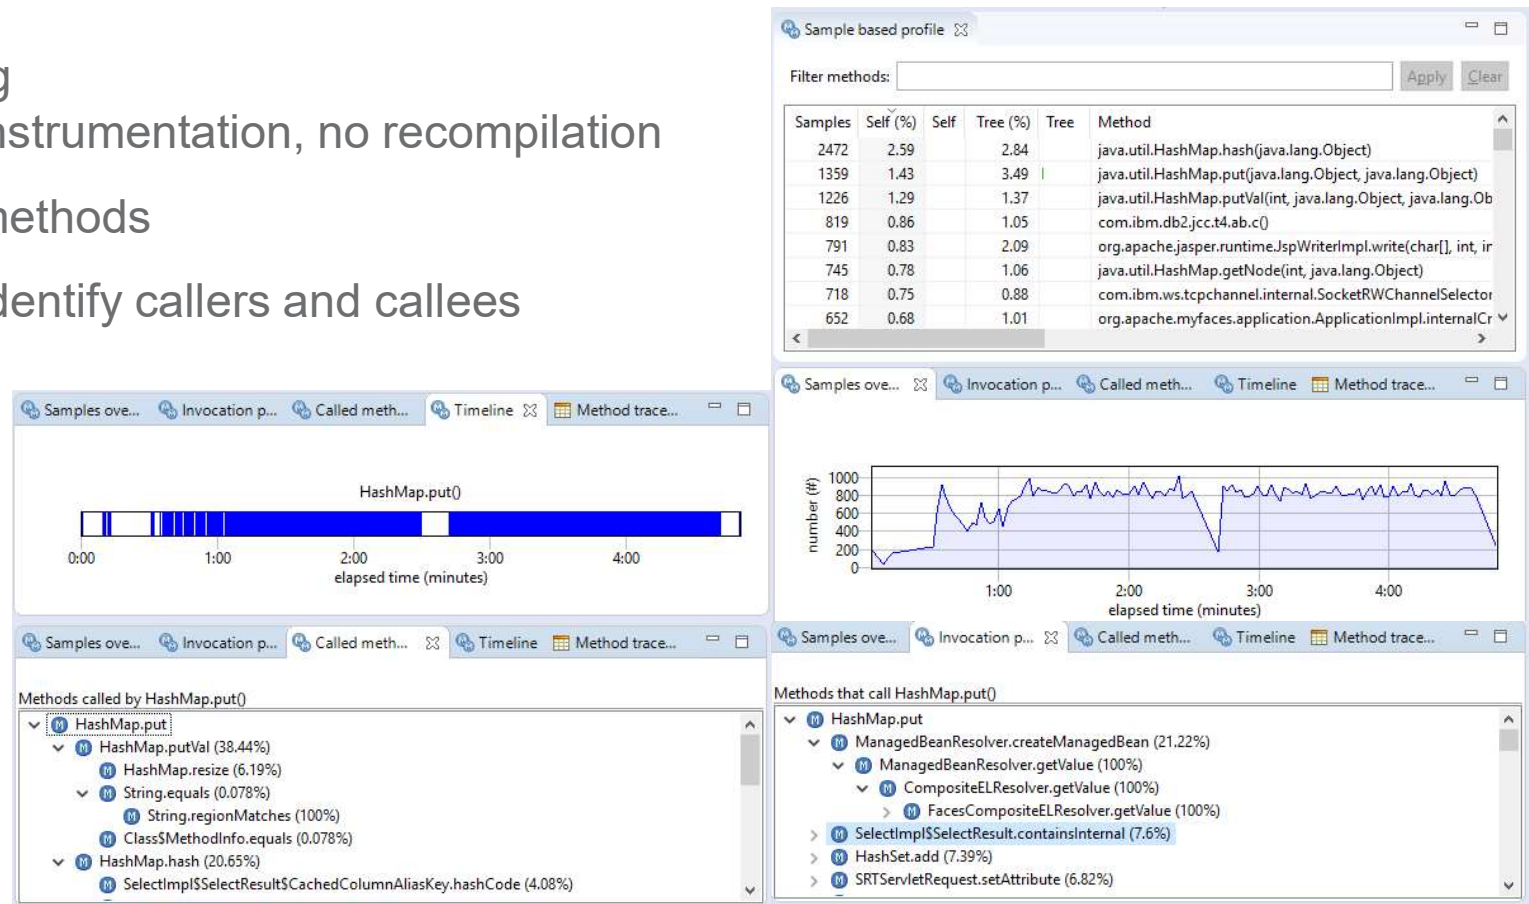 g
nstrumentation, no recompilation
nethods
dentify callers and callees
Sample based profile
Filter methods:
Apply Clear
Samples Self (%) Self Tree (%) Tree Method
2472 2.59 2.84 java.util.HashMap.hash(java.lang.Object)
1359 1.43 3.49 java.util.HashMap.put(java.lang.Object, java.lang.Object)
1226 1.29 1.37 java.util.HashMap.putVal(int, java.lang.Object, java.lang.Ob
819 0.86 1.05 com.ibm.db2.jcc.t4.ab.c()
791 0.83 2.09 org.apache.jasper.runtime.JspWriterImpl.write(char[], int, ir
745 0.78 1.06 java.util.HashMap.getNode(int, java.lang.Object)
718 0.75 0.88 com.ibm.ws.tcpchannel.internal.SocketRWChannelSelector
652 0.68 1.01 org.apache.myfaces.application.ApplicationImpl.internalCr
Samples ove... Invocation p... Called meth... Timeline Method trace...
HashMap.put()
0:00 1:00 2:00 3:00 4:00
elapsed time (minutes)
Samples ove... Invocation p... Called meth... Timeline Method trace...
number (#)
1000
800
600
400
200
0
1:00 2:00 3:00 4:00
elapsed time (minutes)
Samples ove... Invocation p... Called meth... Timeline Method trace...
Methods called by HashMap.put()
HashMap.put
HashMap.putVal (38.44%)
HashMap.resize (6.19%)
String.equals (0.078%)
String.regionMatches (100%)
Class$MethodInfo.equals (0.078%)
HashMap.hash (20.65%)
SelectImpl$SelectResult$CachedColumnAliasKey.hashCode (4.08%)
Samples ove... Invocation p... Called meth... Timeline Method trace...
Methods that call HashMap.put()
HashMap.put
ManagedBeanResolver.createManagedBean (21.22%)
ManagedBeanResolver.getValue (100%)
CompositeELResolver.getValue (100%)
FacesCompositeELResolver.getValue (100%)
SelectImpl$SelectResult.containsInternal (7.6%)
HashSet.add (7.39%)
SRTServletRequest.setAttribute (6.82%)